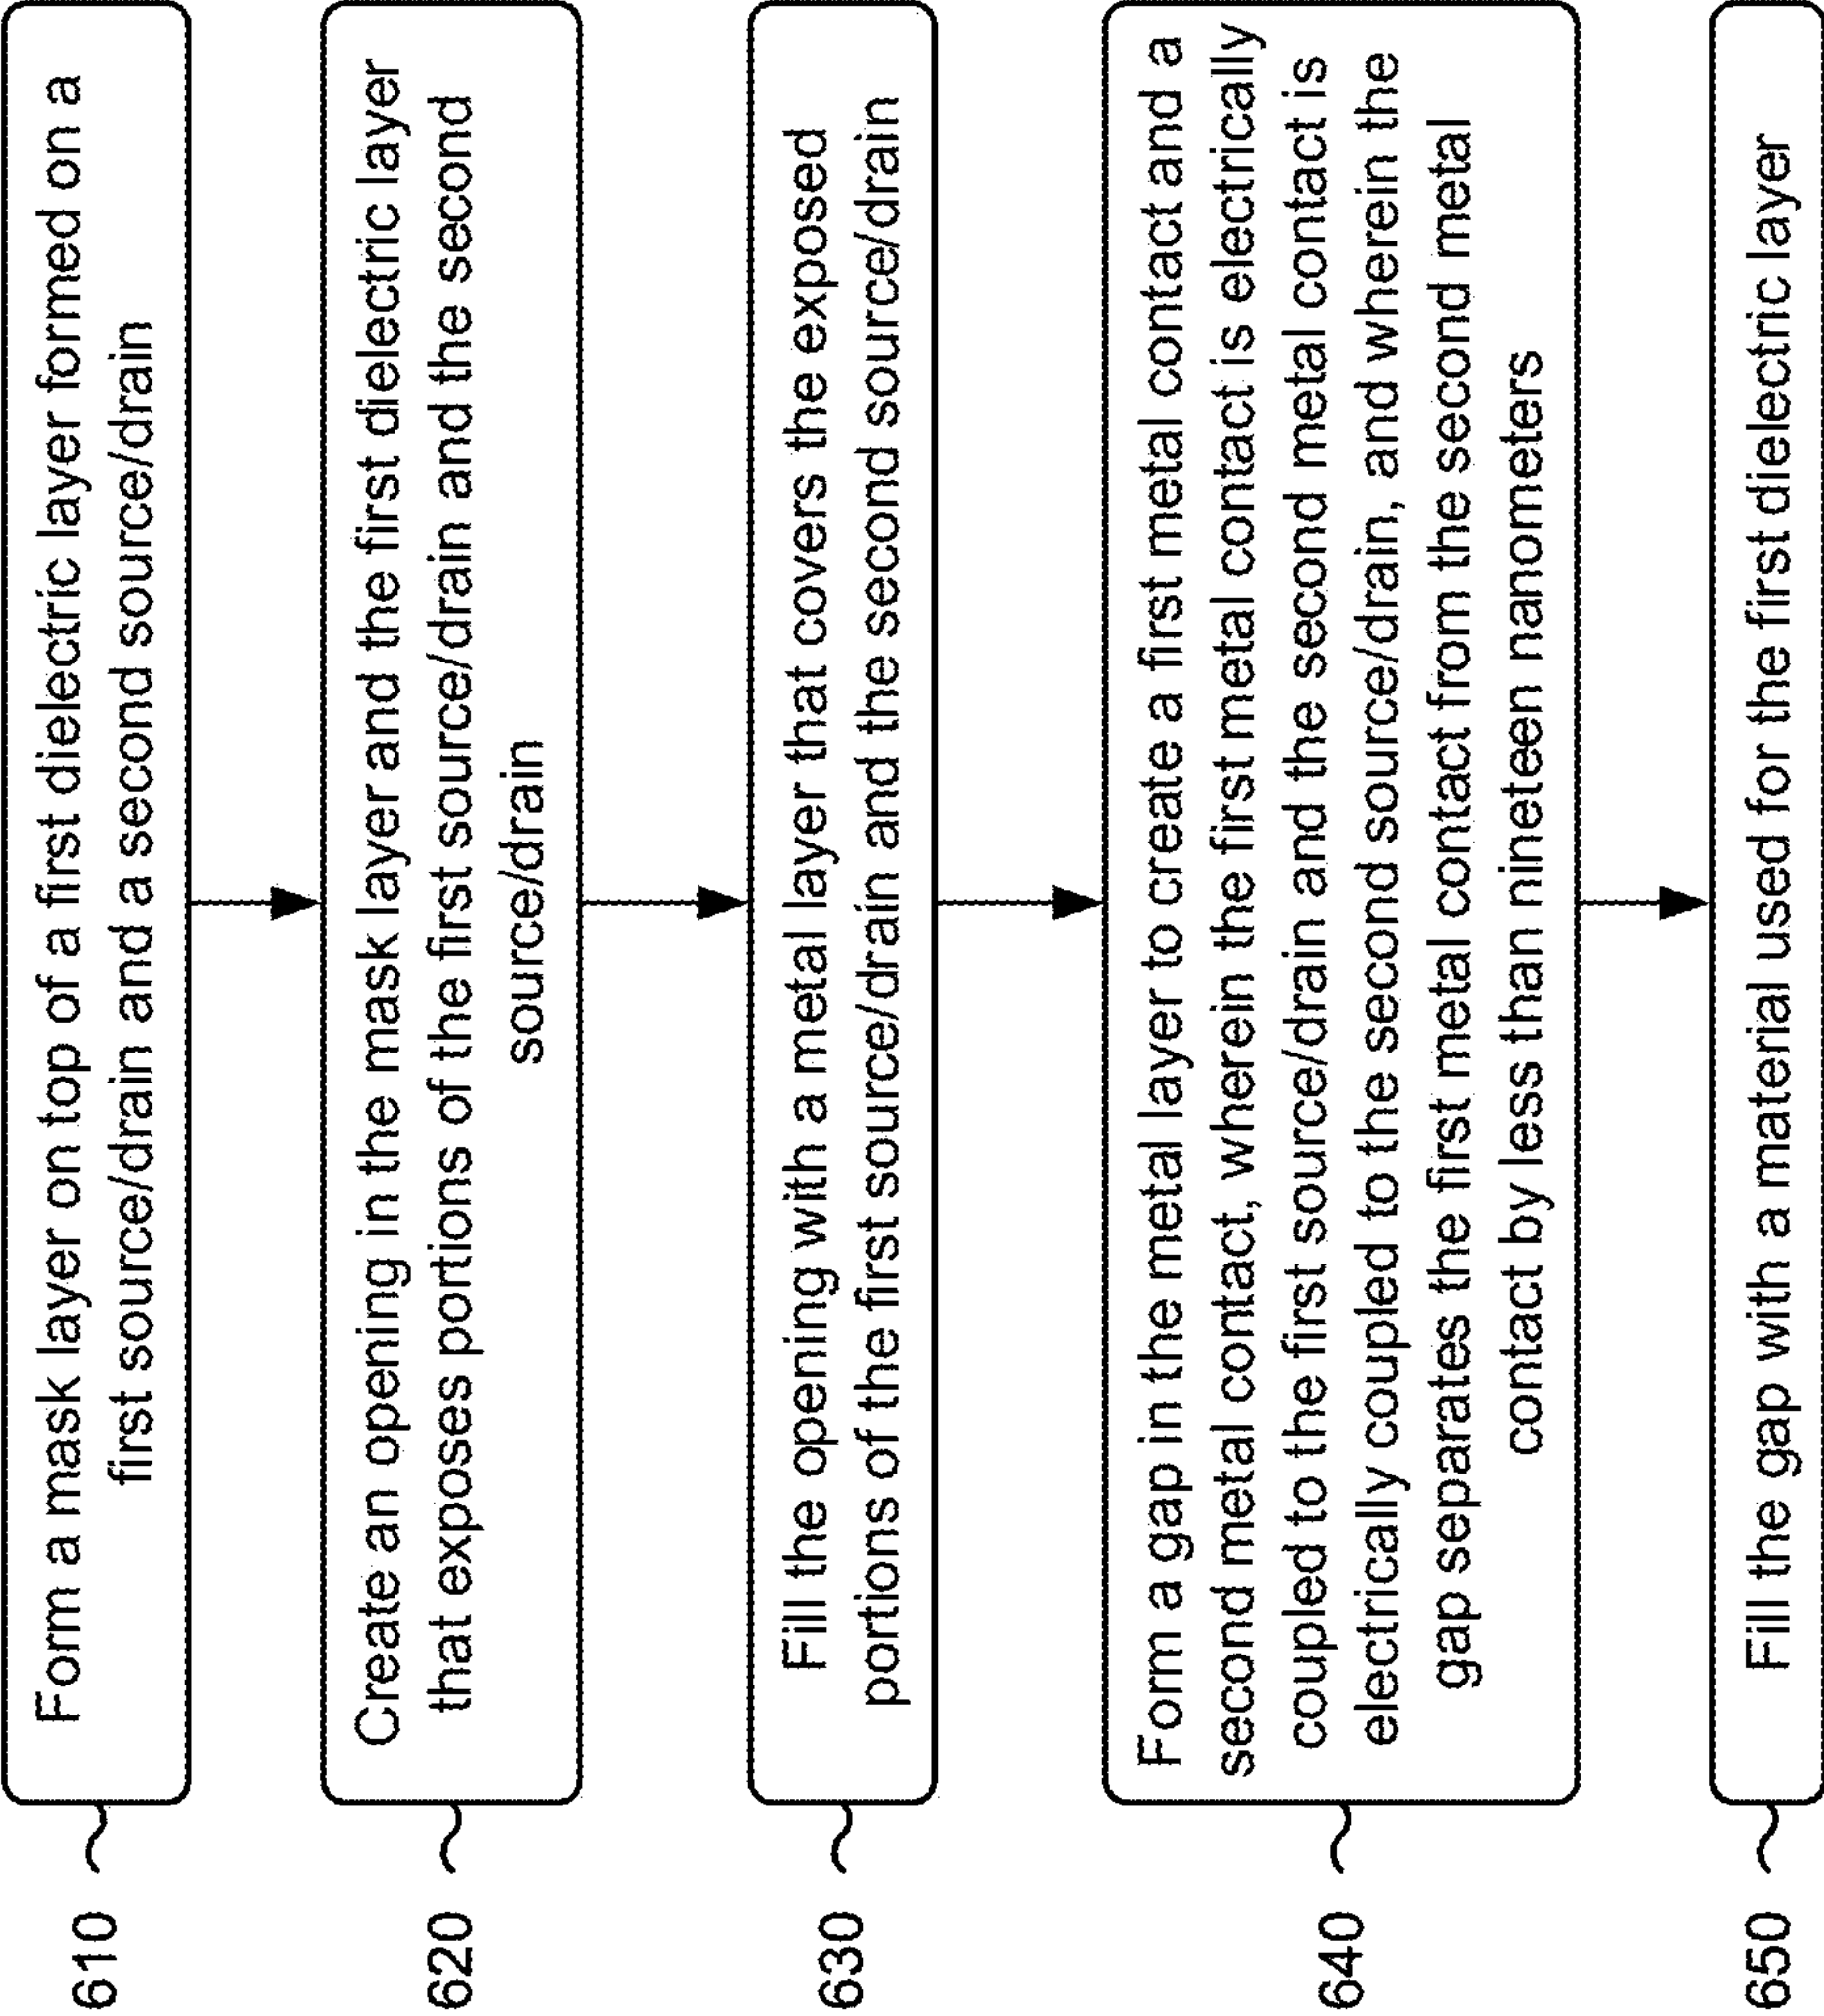 610
Form a mask layer on top of a first dielectric layer formed on a
first source/drain and a second source/drain
620
Create an opening in the mask layer and the first dielectric layer
that exposes portions of the first source/drain and the second
source/drain
630
Fill the opening with a metal layer that covers the exposed
portions of the first source/drain and the second source/drain
640
Form a gap in the metal layer to create a first metal contact and a
second metal contact, wherein the first metal contact is electrically
coupled to the first source/drain and the second metal contact is
electrically coupled to the second source/drain, and wherein the
gap separates the first metal contact from the second metal
contact by less than nineteen nanometers
650
Fill the gap with a material used for the first dielectric layer